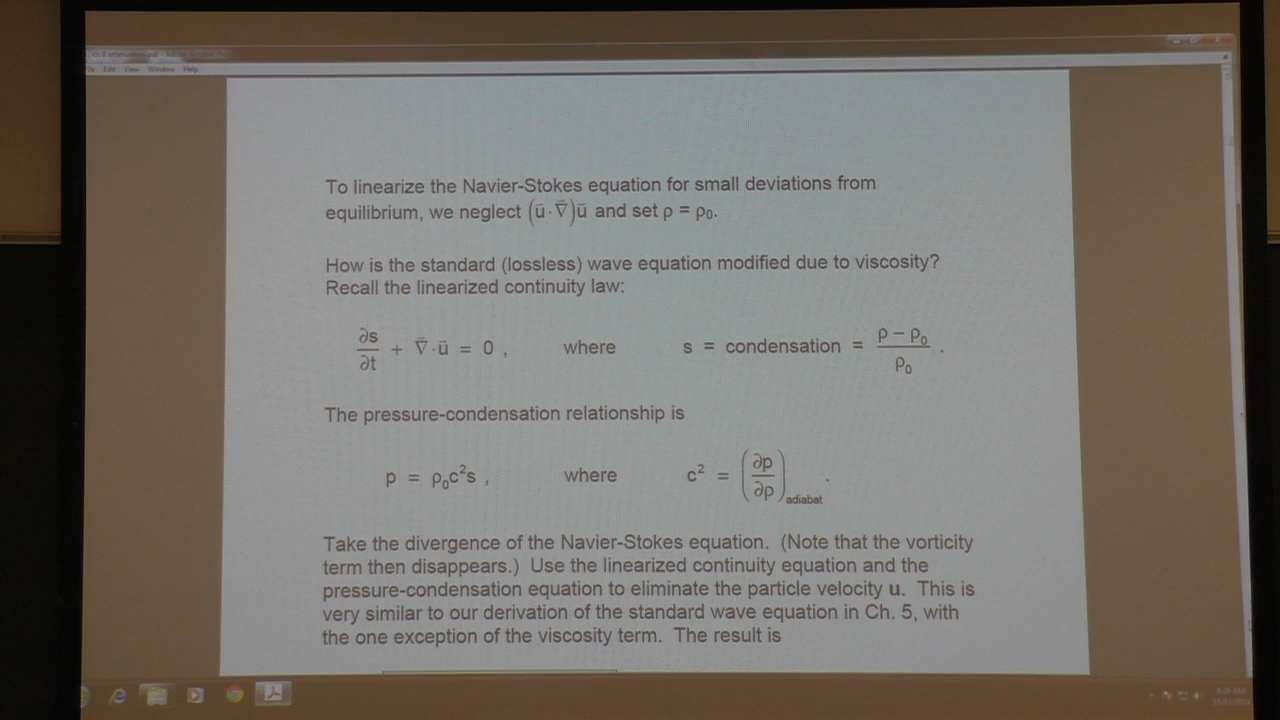 Edit View Window Help
To linearize the Navier-Stokes equation for small deviations from
equilibrium, we neglect (ū·∇̄)ū and set ρ = ρ₀.
How is the standard (lossless) wave equation modified due to viscosity?
Recall the linearized continuity law:
∂s/∂t + ∇̄·ū = 0 , where s = condensation = (ρ − ρ₀)/ρ₀ .
The pressure-condensation relationship is
p = ρ₀c²s , where c² = (∂p/∂ρ)adiabat .
Take the divergence of the Navier-Stokes equation. (Note that the vorticity
term then disappears.) Use the linearized continuity equation and the
pressure-condensation equation to eliminate the particle velocity u. This is
very similar to our derivation of the standard wave equation in Ch. 5, with
the one exception of the viscosity term. The result is